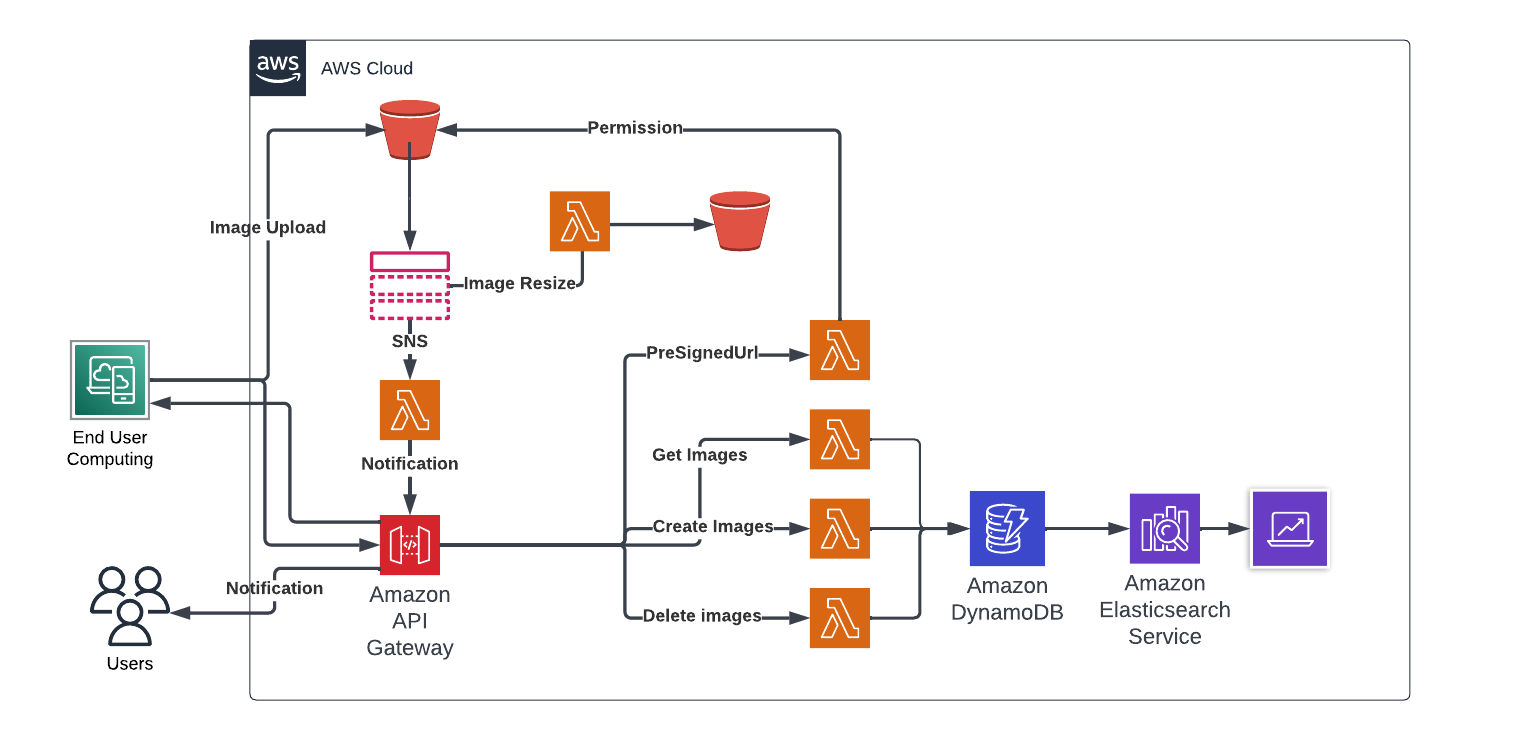 aws
AWS Cloud
Permission
Image Upload
Image Resize
SNS
PreSignedUrl
End User
Computing
Notification
Get Images
Create Images
Notification
Delete images
Amazon
API
Gateway
Amazon
DynamoDB
Amazon
Elasticsearch
Service
Users